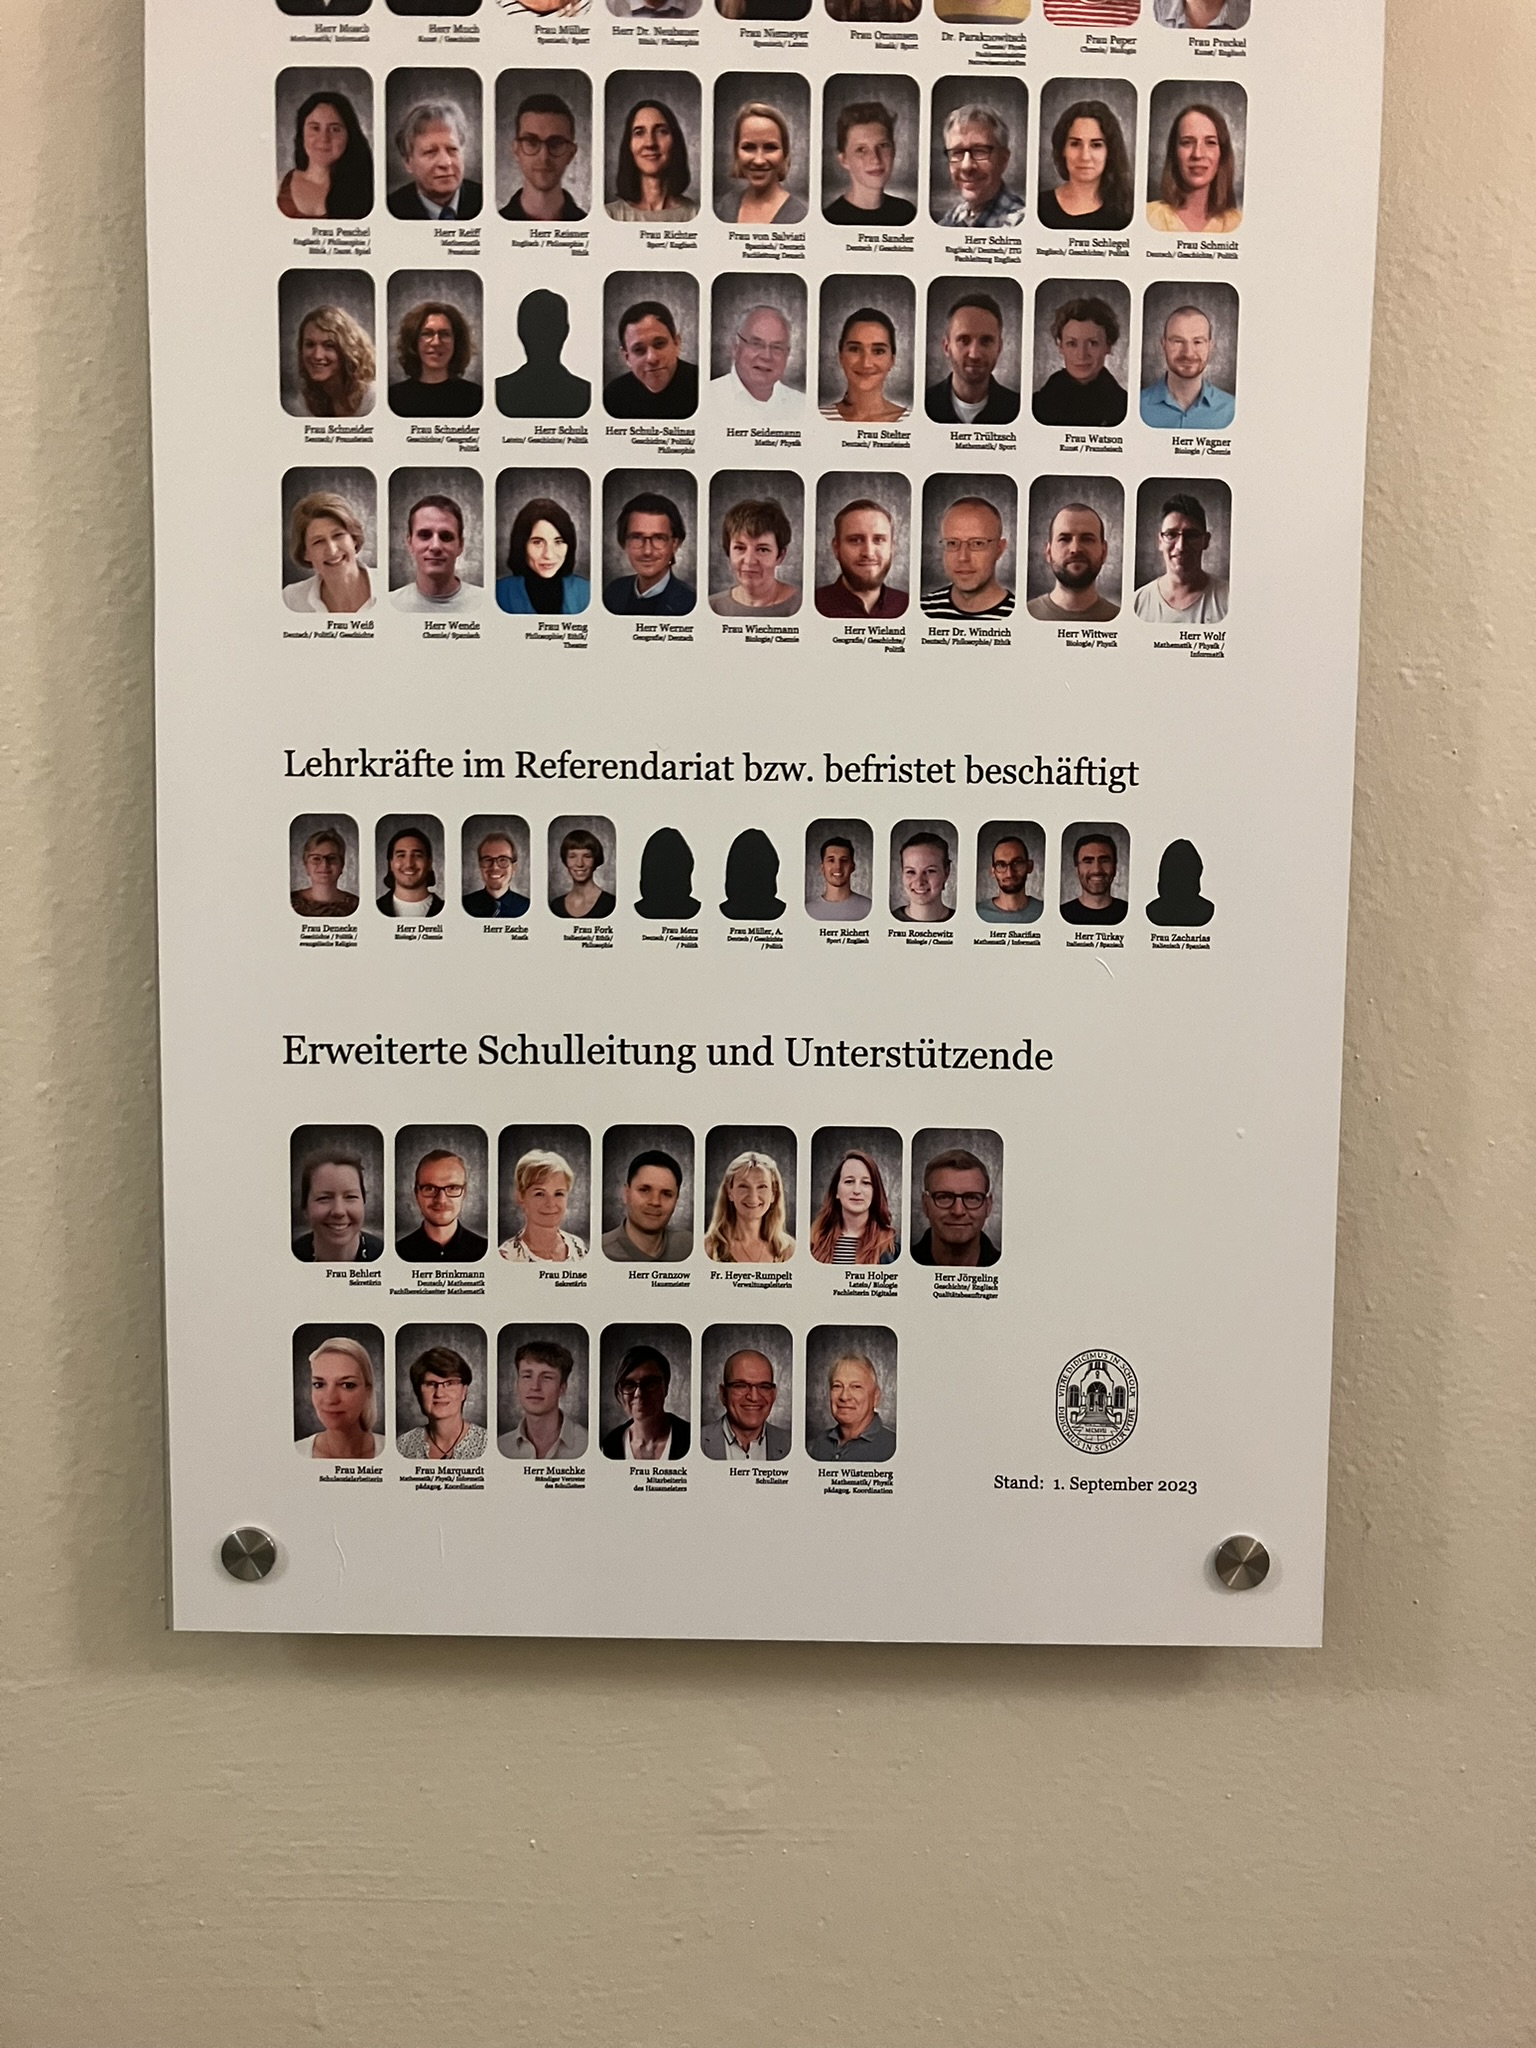 Herr Mosch
Mathematik/ Informatik
Herr Moch
Kunst / Geschichte
Frau Müller
Spanisch/ Sport
Herr Dr. Neubauer
Ethik/ Philosophie
Frau Niemeyer
Spanisch/ Latein
Frau Omansen
Musik/ Sport
Dr. Paraknowitsch
Chemie/ Physik
Fachbereichsleiter
Naturwissenschaften
Frau Peper
Chemie/ Biologie
Frau Preckel
Kunst/ Englisch
Frau Peschel
Englisch / Philosophie /
Ethik / Darst. Spiel
Herr Reiff
Mathematik
Pensionär
Herr Reisner
Englisch / Philosophie /
Ethik
Frau Richter
Sport/ Englisch
Frau von Salviati
Spanisch/ Deutsch
Fachleitung Deutsch
Frau Sander
Deutsch / Geschichte
Herr Schirm
Englisch/ Deutsch/ ITG
Fachleitung Englisch
Frau Schlegel
Englisch/ Geschichte/ Politik
Frau Schmidt
Deutsch/ Geschichte/ Politik
Frau Schneider
Deutsch/ Französisch
Frau Schneider
Geschichte/ Geografie/
Politik
Herr Schulz
Latein/ Geschichte/ Politik
Herr Schulz-Salinas
Geschichte/ Politik/
Philosophie
Herr Seidemann
Mathe/ Physik
Frau Stelter
Deutsch/ Französisch
Herr Trültzsch
Mathematik/ Sport
Frau Watson
Kunst / Französisch
Herr Wagner
Biologie / Chemie
Frau Weiß
Deutsch/ Politik/ Geschichte
Herr Wende
Chemie/ Spanisch
Frau Weng
Philosophie/ Ethik/
Theater
Herr Werner
Geografie/ Deutsch
Frau Wiechmann
Biologie/ Chemie
Herr Wieland
Geografie/ Geschichte/
Politik
Herr Dr. Windrich
Deutsch/ Philosophie/ Ethik
Herr Wittwer
Biologie/ Physik
Herr Wolf
Mathematik / Physik /
Informatik
Lehrkräfte im Referendariat bzw. befristet beschäftigt
Frau Denecke
Geschichte / Politik /
evangelische Religion
Herr Dereli
Biologie / Chemie
Herr Esche
Musik
Frau Fork
Italienisch/ Ethik/
Philosophie
Frau Merz
Deutsch / Geschichte
/ Politik
Frau Müller, A.
Deutsch / Geschichte
/ Politik
Herr Richert
Sport / Englisch
Frau Roschewitz
Biologie / Chemie
Herr Sharifian
Mathematik / Informatik
Herr Türkay
Italienisch / Spanisch
Frau Zacharias
Italienisch / Spanisch
Erweiterte Schulleitung und Unterstützende
Frau Behlert
Sekretärin
Herr Brinkmann
Deutsch/ Mathematik
Fachbereichsleiter Mathematik
Frau Dinse
Sekretärin
Herr Granzow
Hausmeister
Fr. Heyer-Rumpelt
Verwaltungsleiterin
Frau Holper
Latein/ Biologie
Fachleiterin Digitales
Herr Jörgeling
Geschichte/ Englisch
Qualitätsbeauftragter
Frau Maier
Schulsozialarbeiterin
Frau Marquardt
Mathematik/ Physik/ Informatik
pädagog. Koordination
Herr Muschke
Ständiger Vertreter
des Schulleiters
Frau Rossack
Mitarbeiterin
des Hausmeisters
Herr Treptow
Schulleiter
Herr Wüstenberg
Mathematik/ Physik
pädagog. Koordination
VITAE DIDICIMUS IN SCHOLA
DIDICIMUS IN SCHOLA VITAE
Stand: 1. September 2023